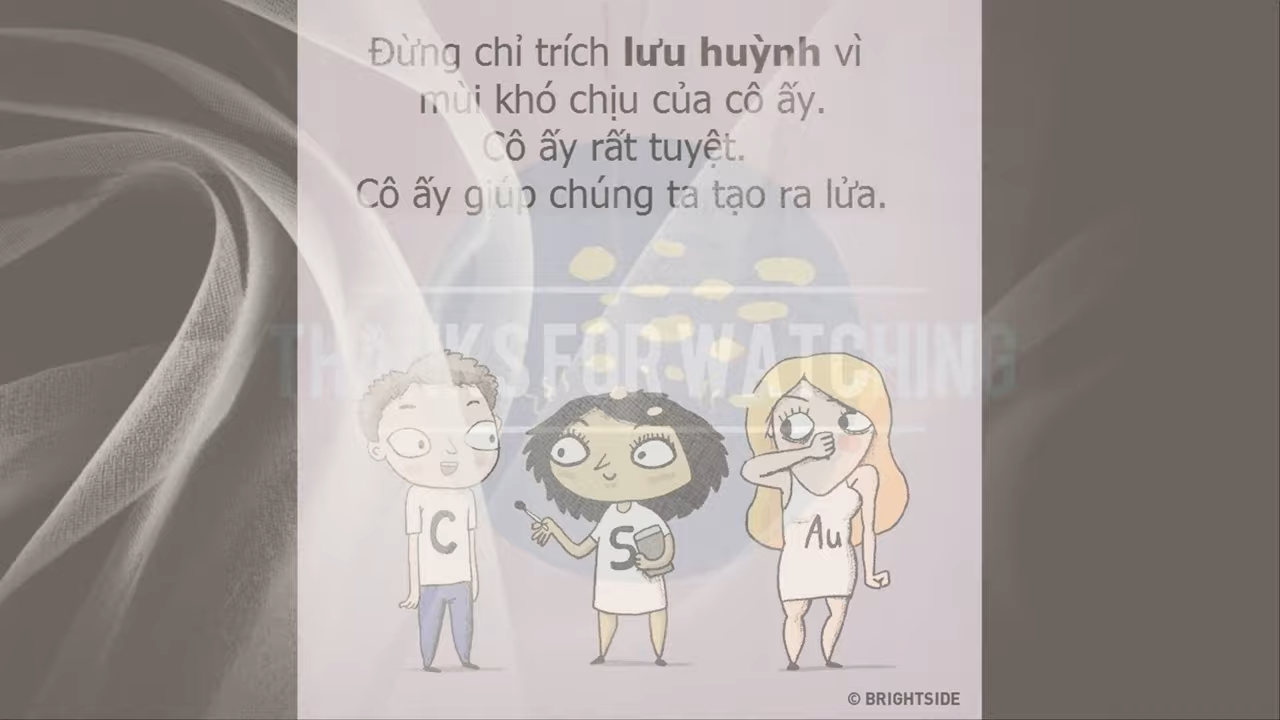 Đừng chỉ trích lưu huỳnh vì
mùi khó chịu của cô ấy.
Cô ấy rất tuyệt.
Cô ấy giúp chúng ta tạo ra lửa.
THANKS FOR WATCHING
C
S
Au
© BRIGHTSIDE